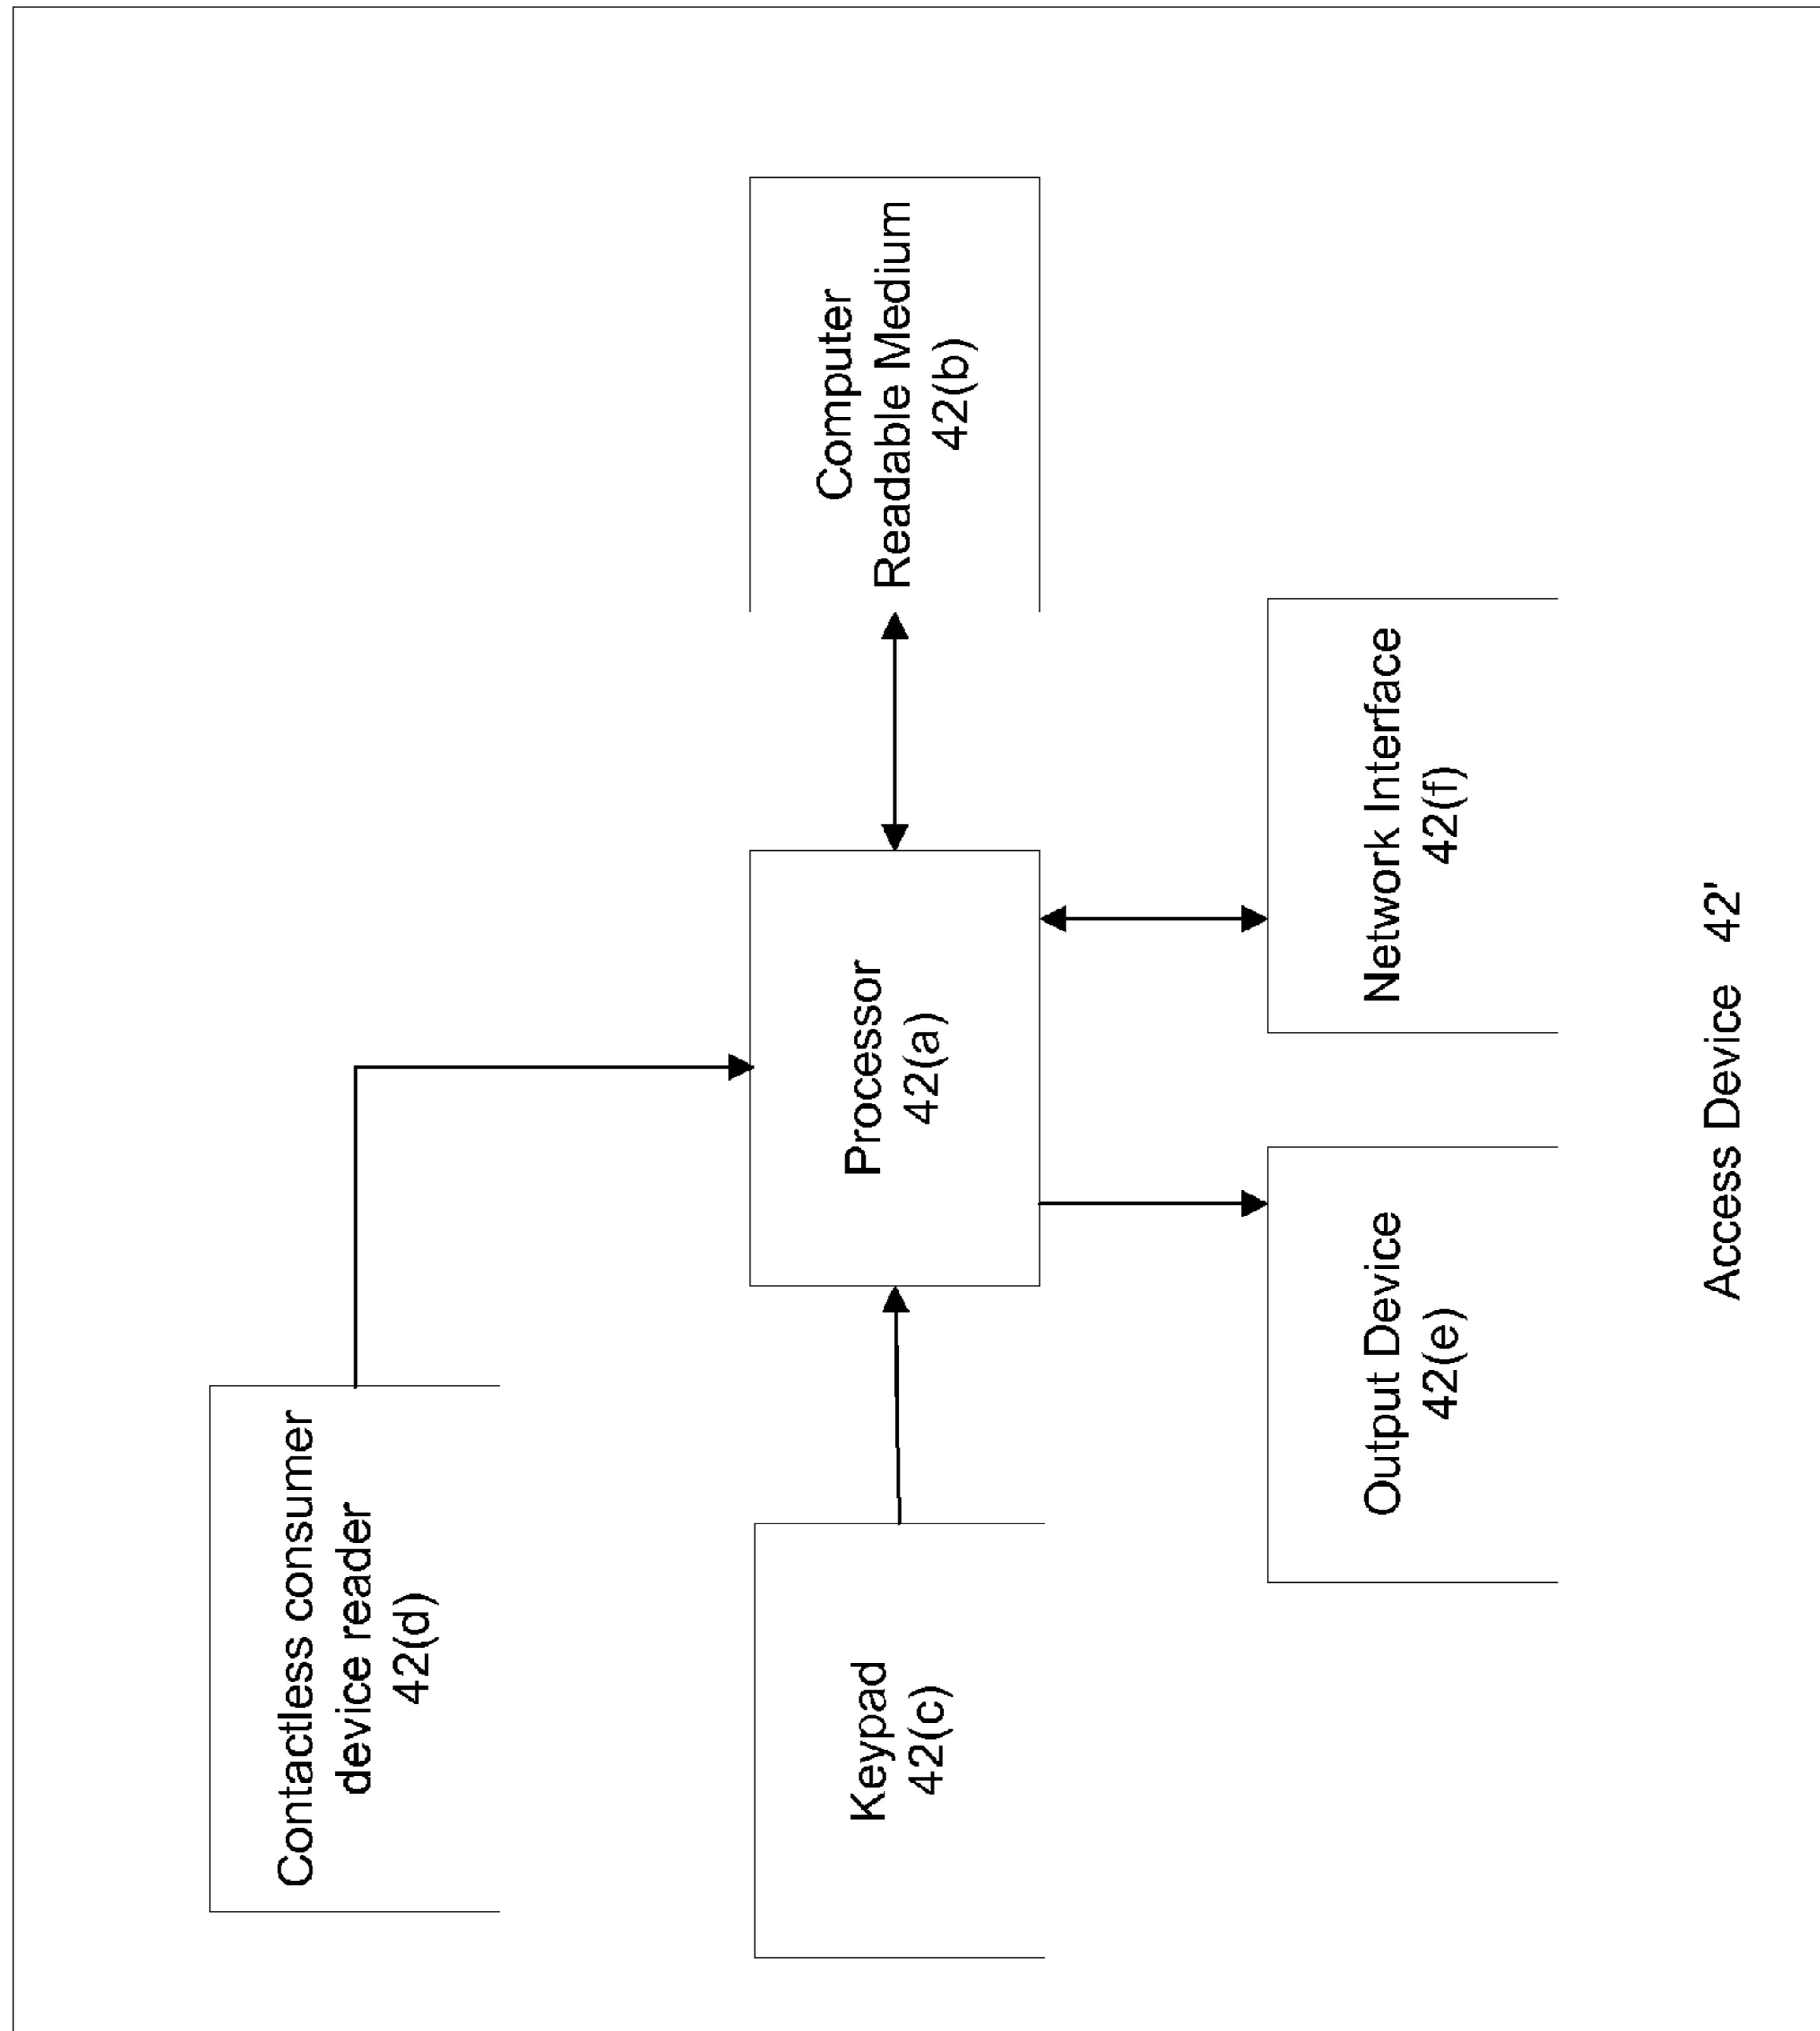 Contactless consumer
device reader
42(d)
Keypad
42(c)
Processor
42(a)
Computer
Readable Medium
42(b)
Output Device
42(e)
Network Interface
42(f)
Access Device 42'